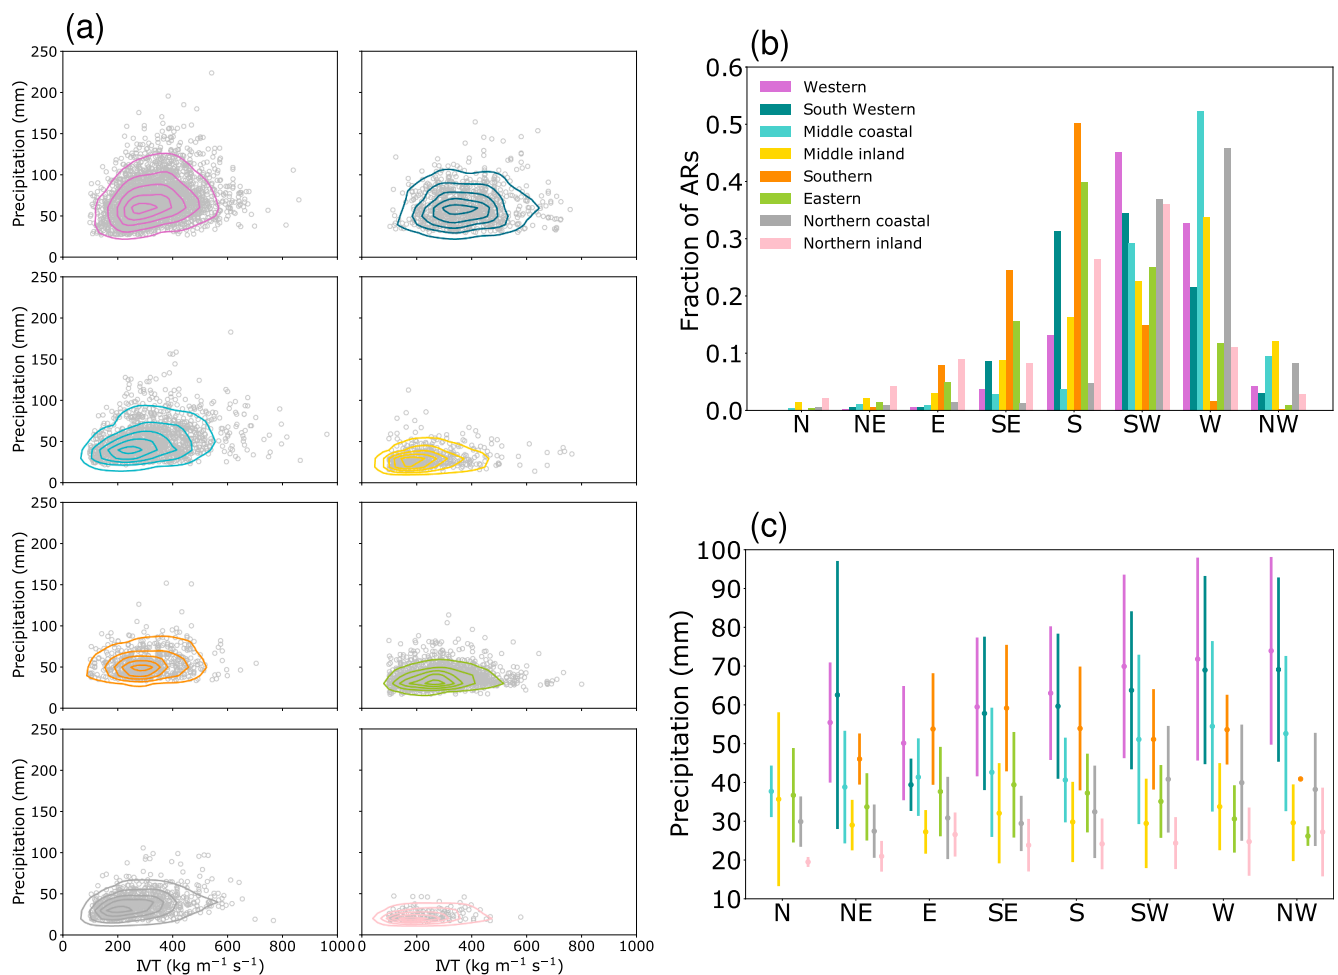 (a)
250
200
150
100
50
0
Precipitation (mm)
250
200
150
100
50
0
Precipitation (mm)
250
200
150
100
50
0
Precipitation (mm)
250
200
150
100
50
0
Precipitation (mm)
0 200 400 600 800 1000
IVT (kg m⁻¹ s⁻¹)
0 200 400 600 800 1000
IVT (kg m⁻¹ s⁻¹)
(b)
0.6
0.5
0.4
0.3
0.2
0.1
0.0
Fraction of ARs
Western
South Western
Middle coastal
Middle inland
Southern
Eastern
Northern coastal
Northern inland
N NE E SE S SW W NW
(c)
100
90
80
70
60
50
40
30
20
10
Precipitation (mm)
N NE E SE S SW W NW